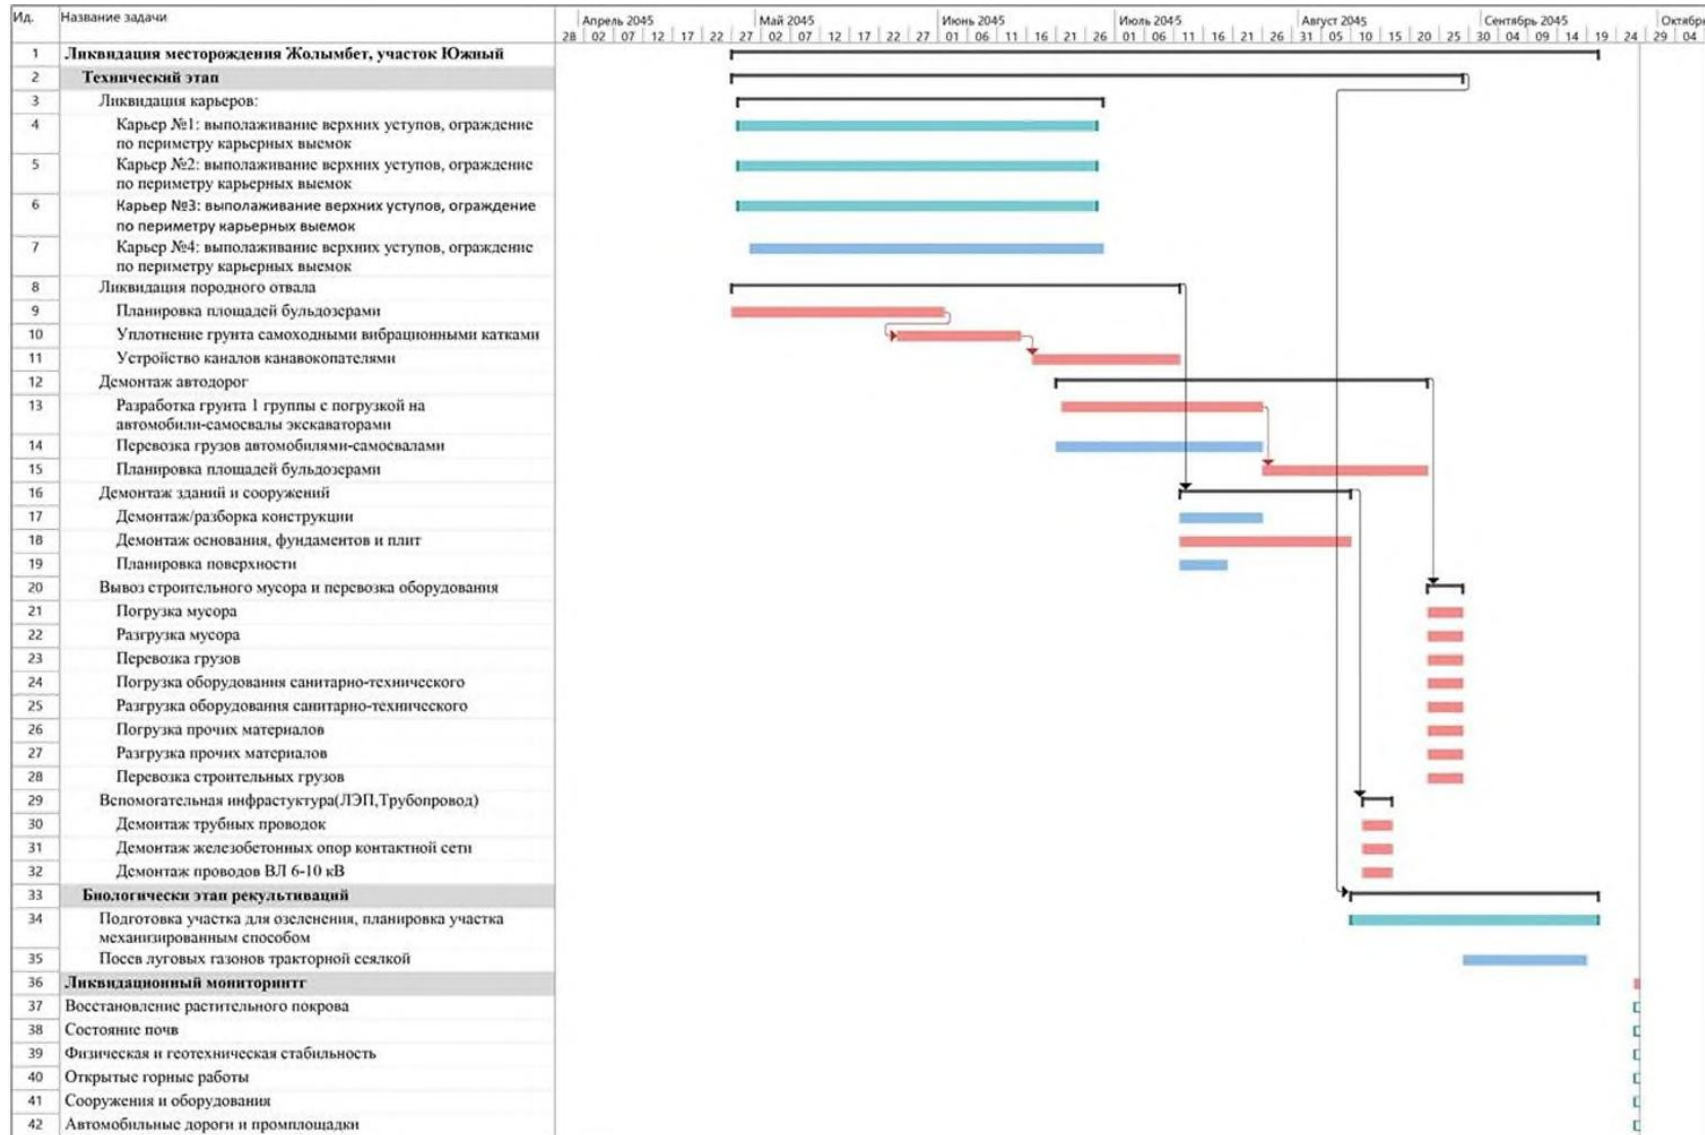 Ид. Название задачи Апрель 2045 Май 2045 Июнь 2045 Июль 2045 Август 2045 Сентябрь 2045 Октябр
28 02 07 12 17 22 27 02 07 12 17 22 27 01 06 11 16 21 26 01 06 11 16 21 26 31 05 10 15 20 25 30 04 09 14 19 24 29 04
1 Ликвидация месторождения Жолымбет, участок Южный
2 Технический этап
3 Ликвидация карьеров:
4 Карьер №1: выполаживание верхних уступов, ограждение
по периметру карьерных выемок
5 Карьер №2: выполаживание верхних уступов, ограждение
по периметру карьерных выемок
6 Карьер №3: выполаживание верхних уступов, ограждение
по периметру карьерных выемок
7 Карьер №4: выполаживание верхних уступов, ограждение
по периметру карьерных выемок
8 Ликвидация породного отвала
9 Планировка площадей бульдозерами
10 Уплотнение грунта самоходными вибрационными катками
11 Устройство каналов канавокопателями
12 Демонтаж автодорог
13 Разработка грунта 1 группы с погрузкой на
автомобили-самосвалы экскаваторами
14 Перевозка грузов автомобилями-самосвалами
15 Планировка площадей бульдозерами
16 Демонтаж зданий и сооружений
17 Демонтаж/разборка конструкции
18 Демонтаж основания, фундаментов и плит
19 Планировка поверхности
20 Вывоз строительного мусора и перевозка оборудования
21 Погрузка мусора
22 Разгрузка мусора
23 Перевозка грузов
24 Погрузка оборудования санитарно-технического
25 Разгрузка оборудования санитарно-технического
26 Погрузка прочих материалов
27 Разгрузка прочих материалов
28 Перевозка строительных грузов
29 Вспомогательная инфрастуктура(ЛЭП,Трубопровод)
30 Демонтаж трубных проводок
31 Демонтаж железобетонных опор контактной сети
32 Демонтаж проводов ВЛ 6-10 кВ
33 Биологически этап рекультиваций
34 Подготовка участка для озеленения, планировка участка
механизированным способом
35 Посев луговых газонов тракторной сеялкой
36 Ликвидационный мониторингг
37 Восстановление растительного покрова
38 Состояние почв
39 Физическая и геотехническая стабильность
40 Открытые горные работы
41 Сооружения и оборудования
42 Автомобильные дороги и промплощадки